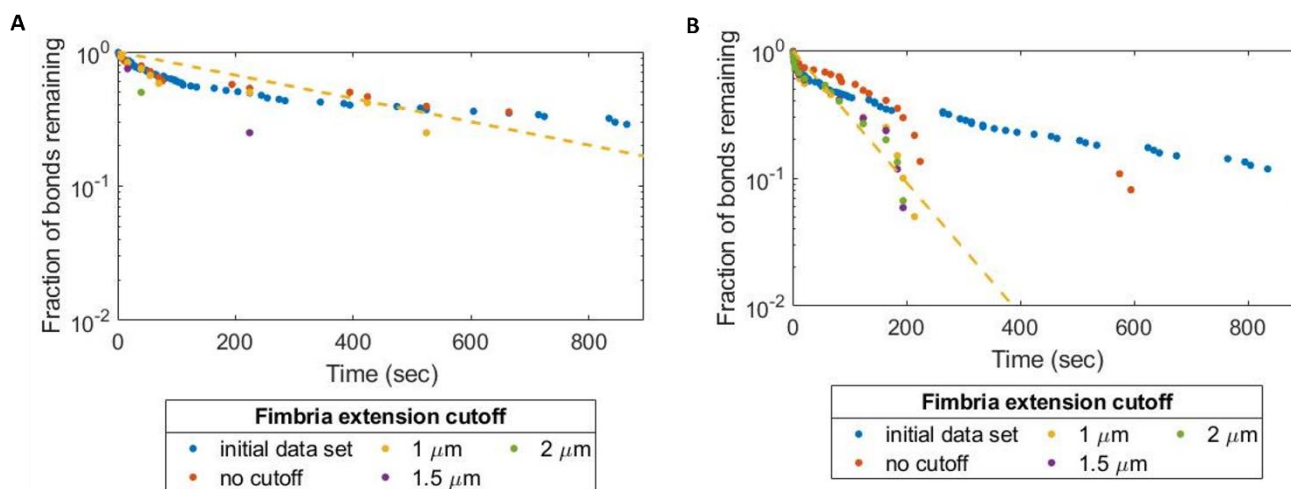 A
Fraction of bonds remaining
10^0
10^-1
10^-2
0 200 400 600 800
Time (sec)
Fimbria extension cutoff
initial data set 1 μm 2 μm
no cutoff 1.5 μm
B
Fraction of bonds remaining
10^0
10^-1
10^-2
0 200 400 600 800
Time (sec)
Fimbria extension cutoff
initial data set 1 μm 2 μm
no cutoff 1.5 μm